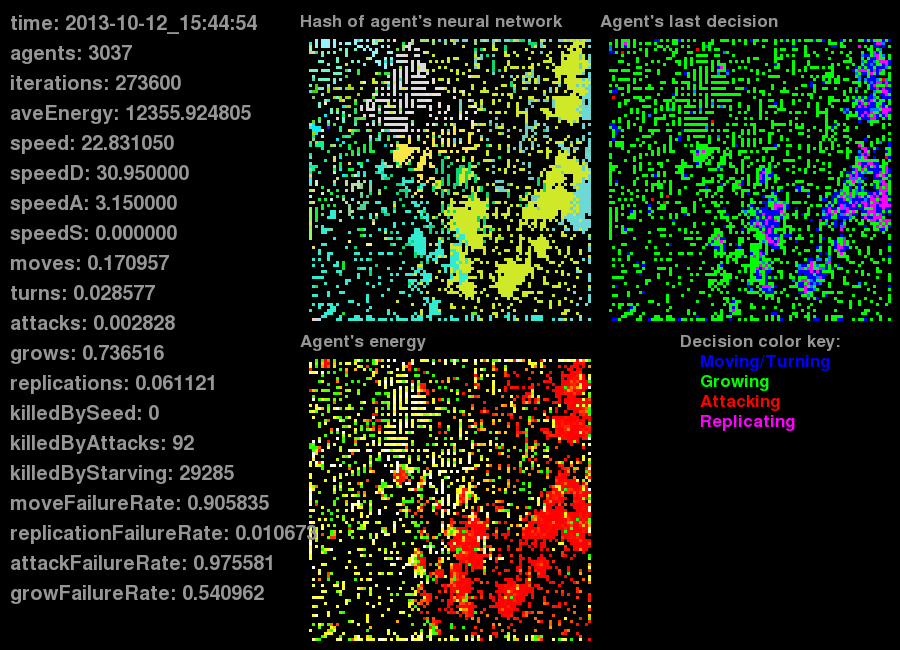 time: 2013-10-12_15:44:54
agents: 3037
iterations: 273600
aveEnergy: 12355.924805
speed: 22.831050
speedD: 30.950000
speedA: 3.150000
speedS: 0.000000
moves: 0.170957
turns: 0.028577
attacks: 0.002828
grows: 0.736516
replications: 0.061121
killedBySeed: 0
killedByAttacks: 92
killedByStarving: 29285
moveFailureRate: 0.905835
replicationFailureRate: 0.010673
attackFailureRate: 0.975581
growFailureRate: 0.540962
Hash of agent's neural network
Agent's last decision
Agent's energy
Decision color key:
Moving/Turning
Growing
Attacking
Replicating